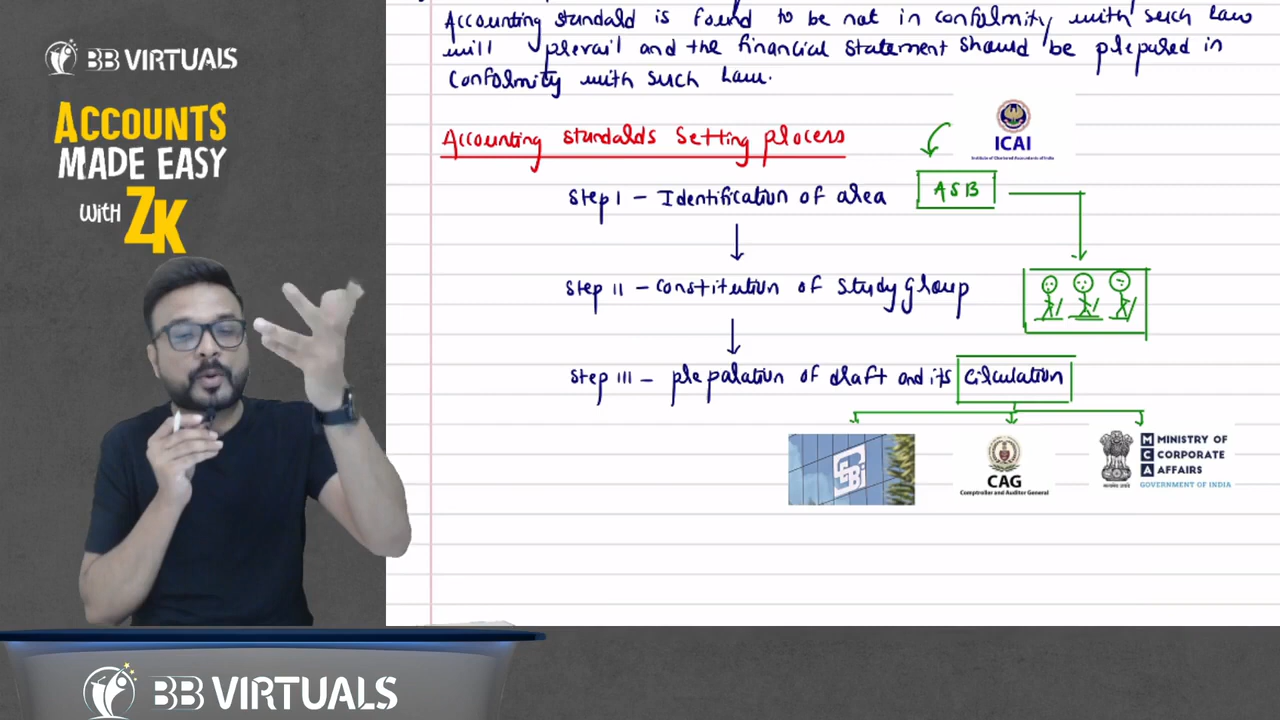 BB VIRTUALS
ACCOUNTS
MADE EASY
with ZK
Accounting standard is found to be not in conformity with such law
will prevail and the financial statement should be prepared in
conformity with such law.
Accounting standards setting process
ICAI
Institute of Chartered Accountants of India
Step I - Identification of area
ASB
Step II - constitution of study group
Step III - preparation of draft and its circulation
SEBI
CAG
Comptroller and Auditor General
MCA
MINISTRY OF
CORPORATE
AFFAIRS
GOVERNMENT OF INDIA
BB VIRTUALS